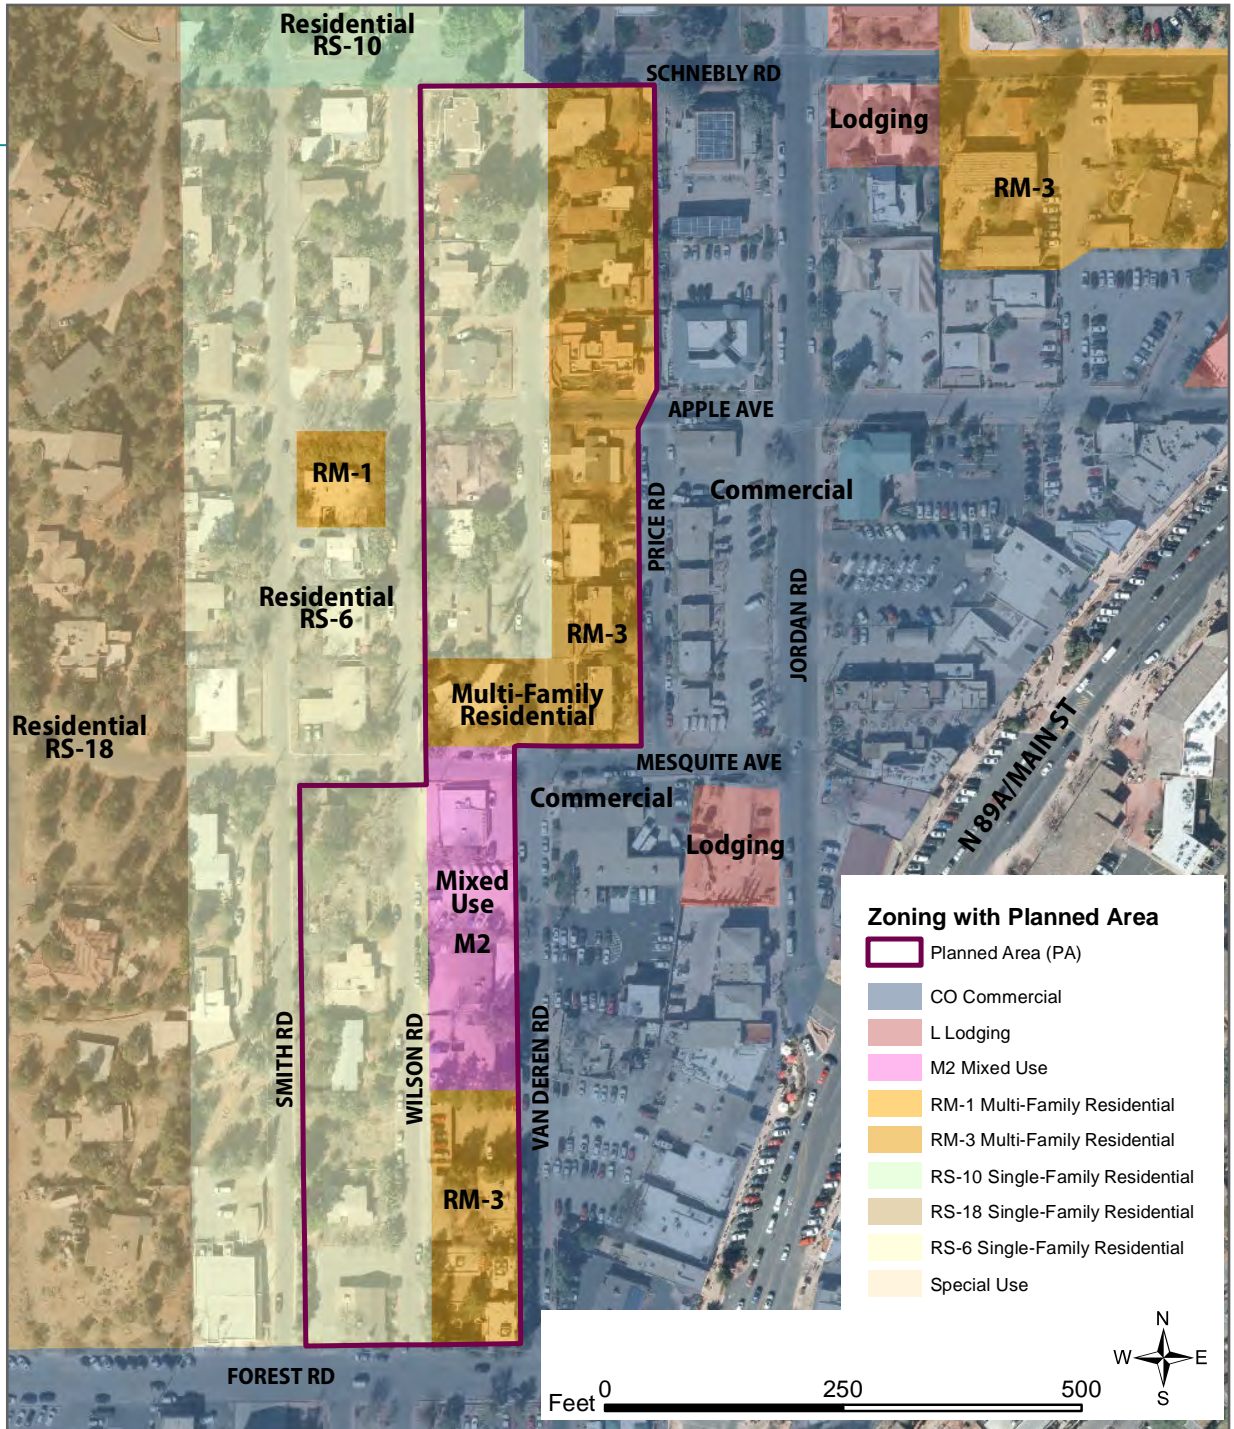 Residential
RS-10
SCHNEBLY RD
Lodging
RM-3
APPLE AVE
RM-1
Commercial
PRICE RD
Residential
RS-6
JORDAN RD
RM-3
Multi-Family
Residential
Residential
RS-18
N 89A/MAIN ST
MESQUITE AVE
Commercial
Lodging
Mixed
Use
M2
SMITH RD
WILSON RD
VAN DEREN RD
RM-3
FOREST RD
Zoning with Planned Area
Planned Area (PA)
CO Commercial
L Lodging
M2 Mixed Use
RM-1 Multi-Family Residential
RM-3 Multi-Family Residential
RS-10 Single-Family Residential
RS-18 Single-Family Residential
RS-6 Single-Family Residential
Special Use
N
W E
S
Feet 0 250 500